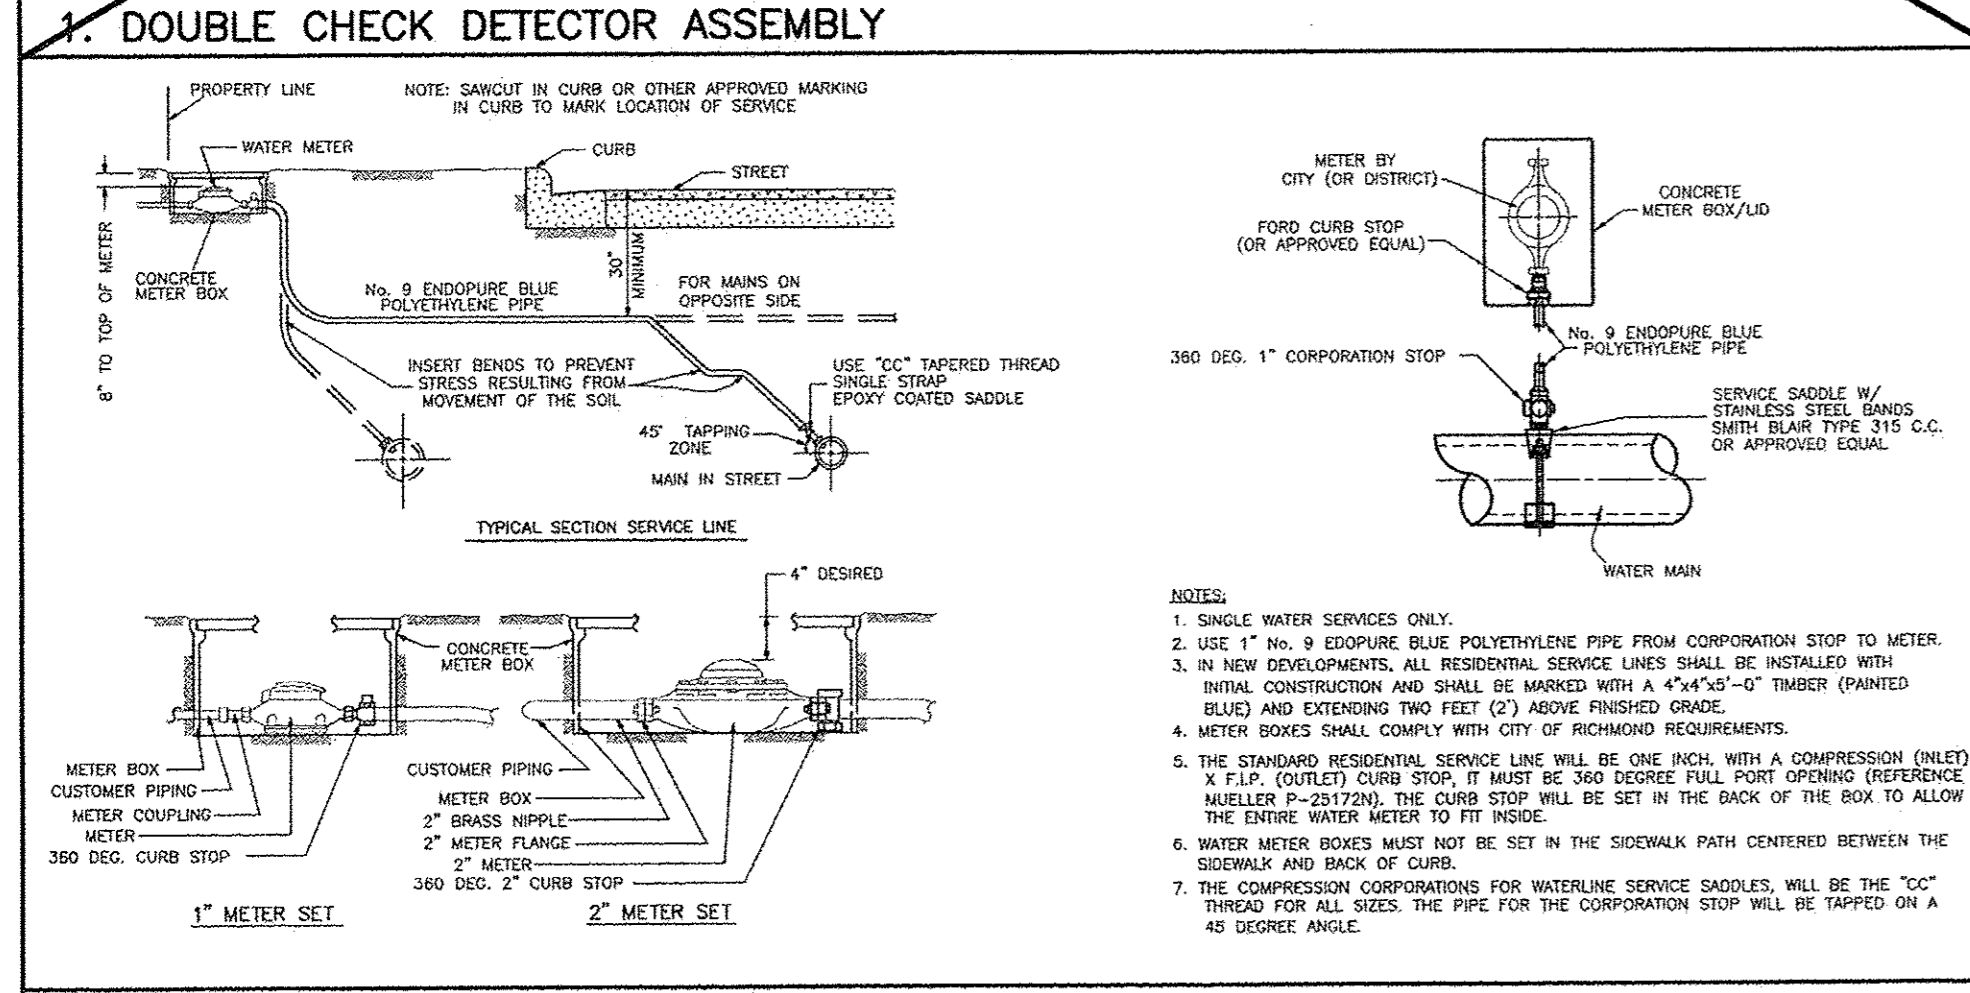 1. DOUBLE CHECK DETECTOR ASSEMBLY
PROPERTY LINE
NOTE: SAWCUT IN CURB OR OTHER APPROVED MARKING
IN CURB TO MARK LOCATION OF SERVICE
WATER METER
CURB
STREET
8" TO TOP OF METER
CONCRETE
METER BOX
No. 9 ENDOPURE BLUE
POLYETHYLENE PIPE
30"
MINIMUM
FOR MAINS ON
OPPOSITE SIDE
INSERT BENDS TO PREVENT
STRESS RESULTING FROM
MOVEMENT OF THE SOIL
USE "CC" TAPERED THREAD
SINGLE STRAP
EPOXY COATED SADDLE
45° TAPPING
ZONE
MAIN IN STREET
TYPICAL SECTION SERVICE LINE
4" DESIRED
CONCRETE
METER BOX
METER BOX
CUSTOMER PIPING
METER COUPLING
METER
360 DEG. CURB STOP
1" METER SET
CUSTOMER PIPING
METER BOX
2" BRASS NIPPLE
2" METER FLANGE
2" METER
360 DEG. 2" CURB STOP
2" METER SET
METER BY
CITY (OR DISTRICT)
CONCRETE
METER BOX/LID
FORD CURB STOP
(OR APPROVED EQUAL)
No. 9 ENDOPURE BLUE
POLYETHYLENE PIPE
360 DEG. 1" CORPORATION STOP
SERVICE SADDLE W/
STAINLESS STEEL BANDS
SMITH BLAIR TYPE 315 C.C.
OR APPROVED EQUAL
WATER MAIN
NOTES:
1. SINGLE WATER SERVICES ONLY.
2. USE 1" No. 9 EDOPURE BLUE POLYETHYLENE PIPE FROM CORPORATION STOP TO METER.
3. IN NEW DEVELOPMENTS, ALL RESIDENTIAL SERVICE LINES SHALL BE INSTALLED WITH
INITIAL CONSTRUCTION AND SHALL BE MARKED WITH A 4"x4"x5'-0" TIMBER (PAINTED
BLUE) AND EXTENDING TWO FEET (2') ABOVE FINISHED GRADE.
4. METER BOXES SHALL COMPLY WITH CITY OF RICHMOND REQUIREMENTS.
5. THE STANDARD RESIDENTIAL SERVICE LINE WILL BE ONE INCH, WITH A COMPRESSION (INLET)
X F.I.P. (OUTLET) CURB STOP, IT MUST BE 360 DEGREE FULL PORT OPENING (REFERENCE
MUELLER P-25172N). THE CURB STOP WILL BE SET IN THE BACK OF THE BOX TO ALLOW
THE ENTIRE WATER METER TO FIT INSIDE.
6. WATER METER BOXES MUST NOT BE SET IN THE SIDEWALK PATH CENTERED BETWEEN THE
SIDEWALK AND BACK OF CURB.
7. THE COMPRESSION CORPORATIONS FOR WATERLINE SERVICE SADDLES, WILL BE THE "CC"
THREAD FOR ALL SIZES. THE PIPE FOR THE CORPORATION STOP WILL BE TAPPED ON A
45 DEGREE ANGLE.